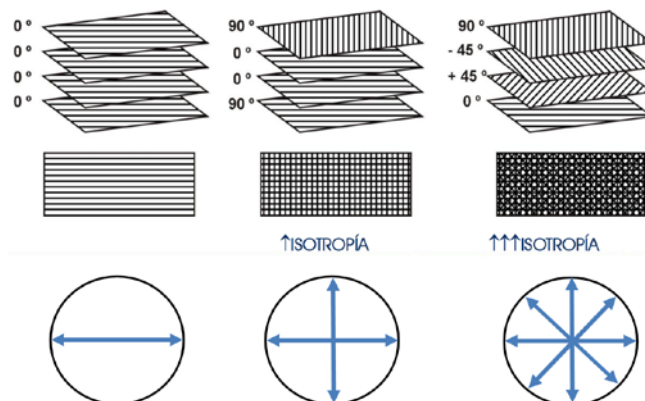 0 º
0 º
0 º
0 º
90 º
0 º
0 º
90 º
90 º
- 45 º
+ 45 º
0 º
↑ISOTROPÍA
↑↑↑ISOTROPÍA